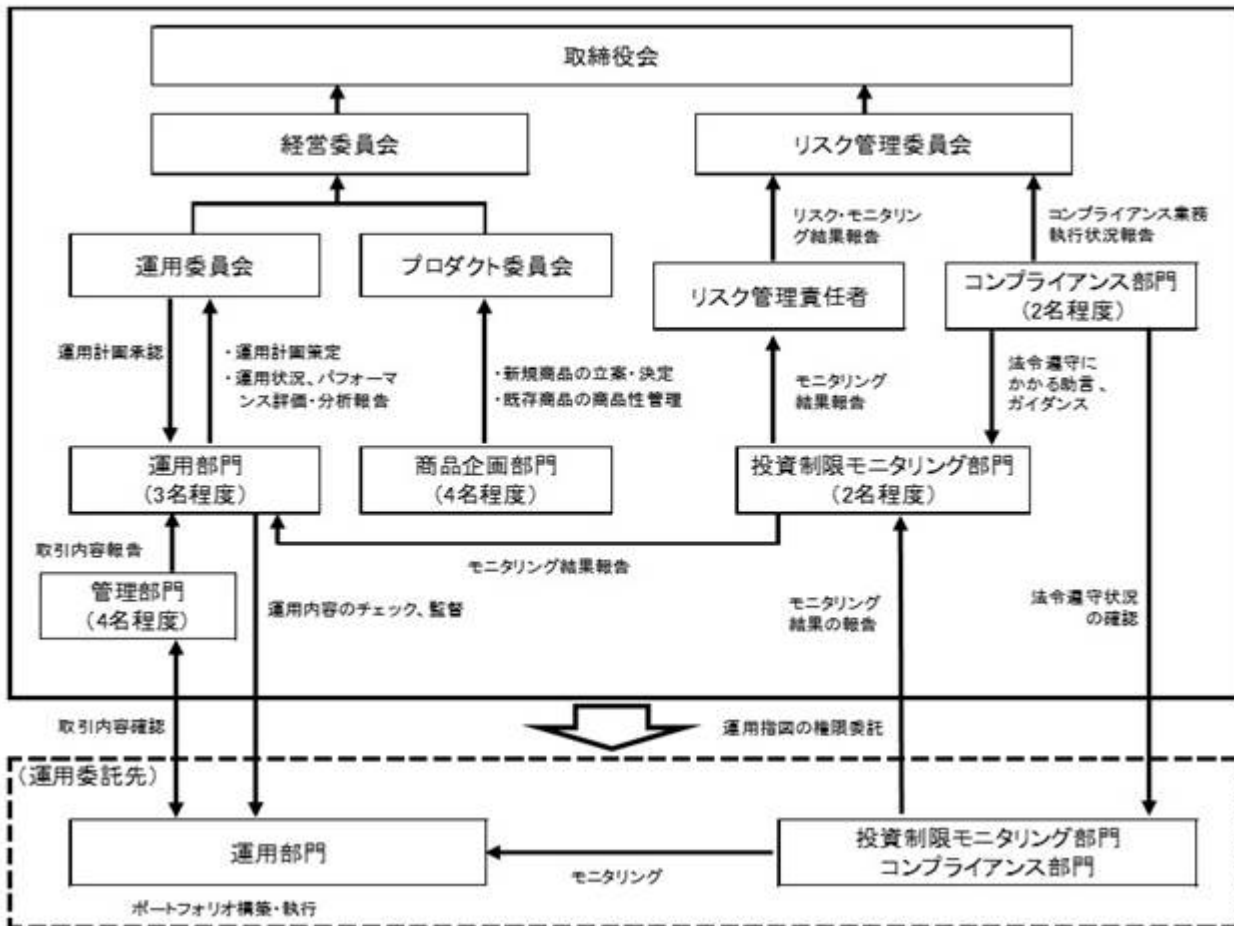 取締役会
経営委員会
リスク管理委員会
リスク・モニタリン
グ結果報告
コンプライアンス業務
執行状況報告
運用委員会
プロダクト委員会
リスク管理責任者
コンプライアンス部門
(2名程度)
運用計画承認
・運用計画策定
・運用状況、パフォーマ
ンス評価・分析報告
・新規商品の立案・決定
・既存商品の商品性管理
モニタリング
結果報告
法令遵守に
かかる助言、
ガイダンス
運用部門
(3名程度)
商品企画部門
(4名程度)
投資制限モニタリング部門
(2名程度)
取引内容報告
モニタリング結果報告
管理部門
(4名程度)
運用内容のチェック、監督
モニタリング
結果の報告
法令遵守状況
の確認
取引内容確認
運用指図の権限委託
(運用委託先)
運用部門
モニタリング
投資制限モニタリング部門
コンプライアンス部門
ポートフォリオ構築・執行